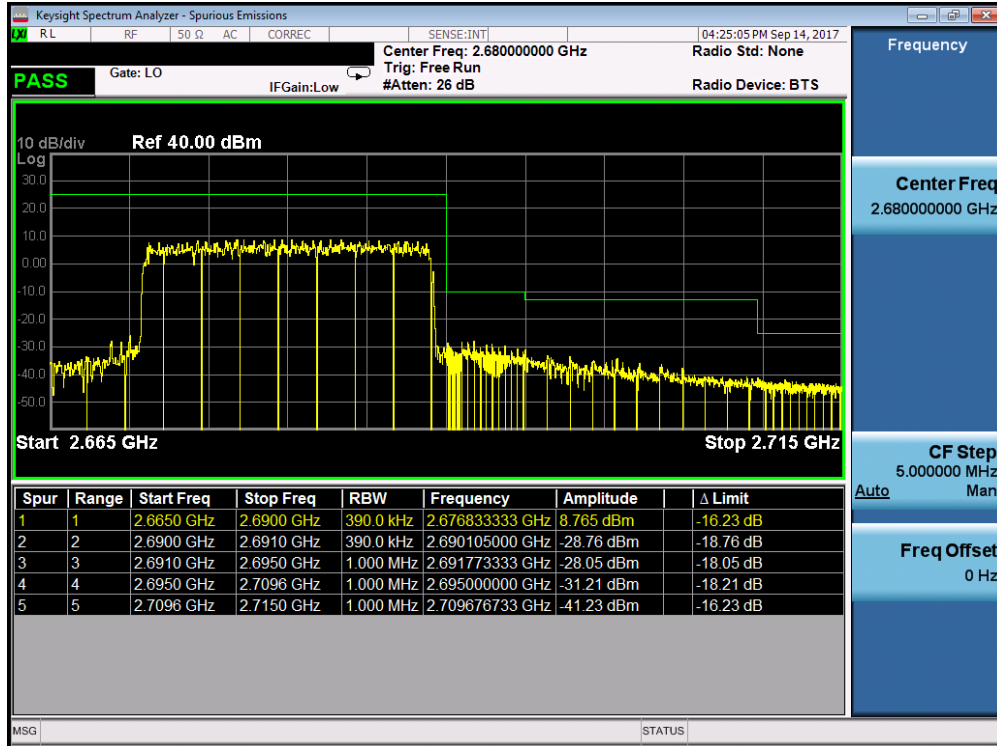 Keysight Spectrum Analyzer - Spurious Emissions
LXI RL RF 50 Ω AC CORREC SENSE:INT 04:25:05 PM Sep 14, 2017
Center Freq: 2.680000000 GHz Radio Std: None
Gate: LO Trig: Free Run
PASS IFGain:Low #Atten: 26 dB Radio Device: BTS
10 dB/div Ref 40.00 dBm
Log
30.0
20.0
10.0
0.00
-10.0
-20.0
-30.0
-40.0
-50.0
Start 2.665 GHz Stop 2.715 GHz
Spur Range Start Freq Stop Freq RBW Frequency Amplitude Δ Limit
1 1 2.6650 GHz 2.6900 GHz 390.0 kHz 2.676833333 GHz 8.765 dBm -16.23 dB
2 2 2.6900 GHz 2.6910 GHz 390.0 kHz 2.690105000 GHz -28.76 dBm -18.76 dB
3 3 2.6910 GHz 2.6950 GHz 1.000 MHz 2.691773333 GHz -28.05 dBm -18.05 dB
4 4 2.6950 GHz 2.7096 GHz 1.000 MHz 2.695000000 GHz -31.21 dBm -18.21 dB
5 5 2.7096 GHz 2.7150 GHz 1.000 MHz 2.709676733 GHz -41.23 dBm -16.23 dB
MSG STATUS
Frequency
Center Freq
2.680000000 GHz
CF Step
5.000000 MHz
Auto Man
Freq Offset
0 Hz